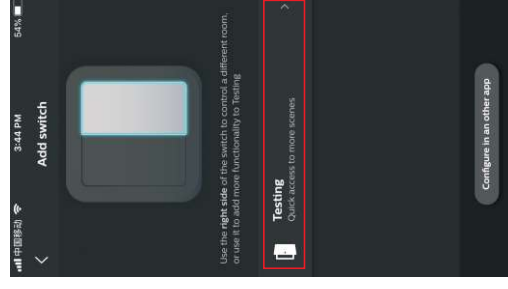 中国移动 3:44 PM 54%
Add switch
Use the right side of the switch to control a different room,
or use it to add more functionality to Testing
Testing
Quick access to more scenes
Configure in an other app